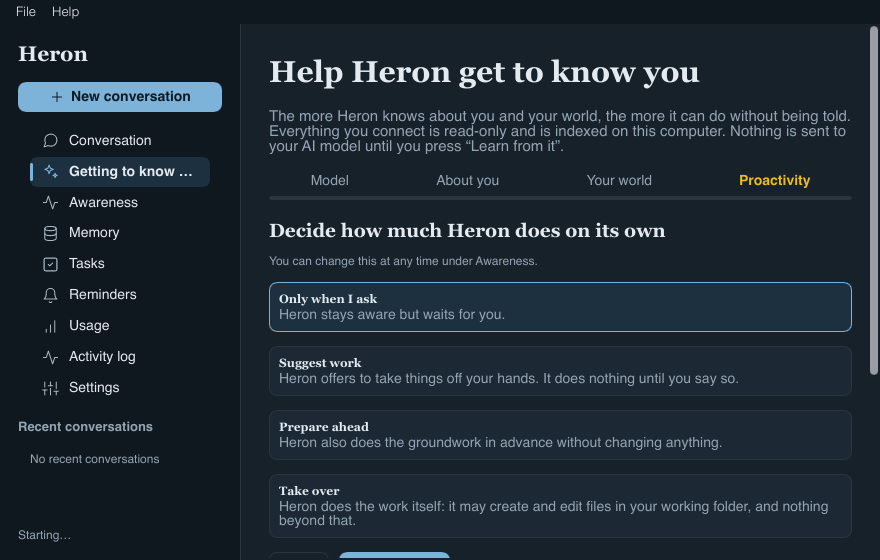 File Help
Heron
+ New conversation
Conversation
Getting to know ...
Awareness
Memory
Tasks
Reminders
Usage
Activity log
Settings
Recent conversations
No recent conversations
Starting...
Help Heron get to know you
The more Heron knows about you and your world, the more it can do without being told.
Everything you connect is read-only and is indexed on this computer. Nothing is sent to
your AI model until you press “Learn from it”.
Model About you Your world Proactivity
Decide how much Heron does on its own
You can change this at any time under Awareness.
Only when I ask
Heron stays aware but waits for you.
Suggest work
Heron offers to take things off your hands. It does nothing until you say so.
Prepare ahead
Heron also does the groundwork in advance without changing anything.
Take over
Heron does the work itself: it may create and edit files in your working folder, and nothing
beyond that.